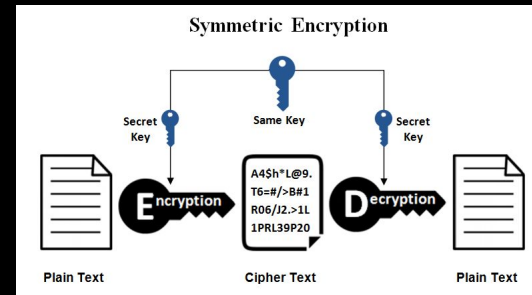 Symmetric Encryption
Secret
Key
Same Key
Secret
Key
A4$h*L@9.
T6=#/>B#1
R06/J2.>1L
1PRL39P20
Encryption
Decryption
Plain Text
Cipher Text
Plain Text